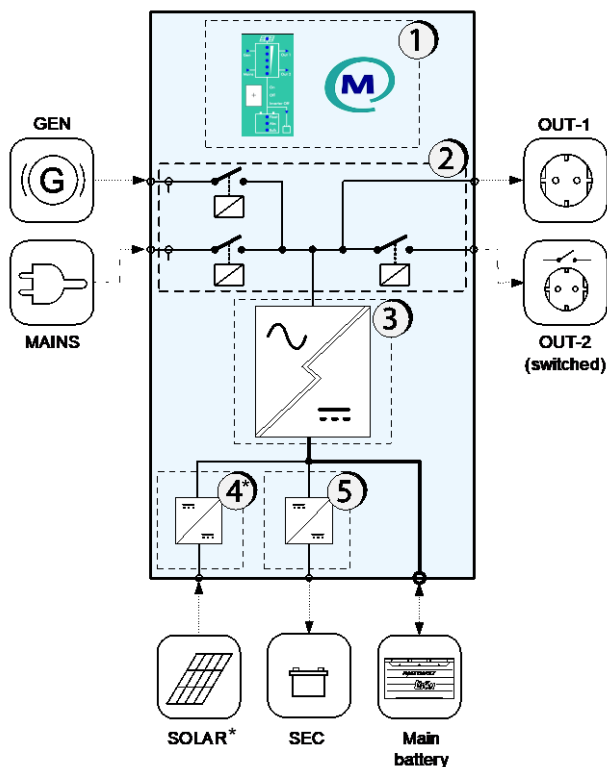 1
M
GEN
G
MAINS
2
OUT-1
OUT-2
(switched)
3
4*
5
SOLAR*
SEC
Main
battery